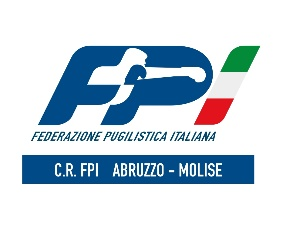 FPI
FEDERAZIONE PUGILISTICA ITALIANA
C.R. FPI ABRUZZO - MOLISE